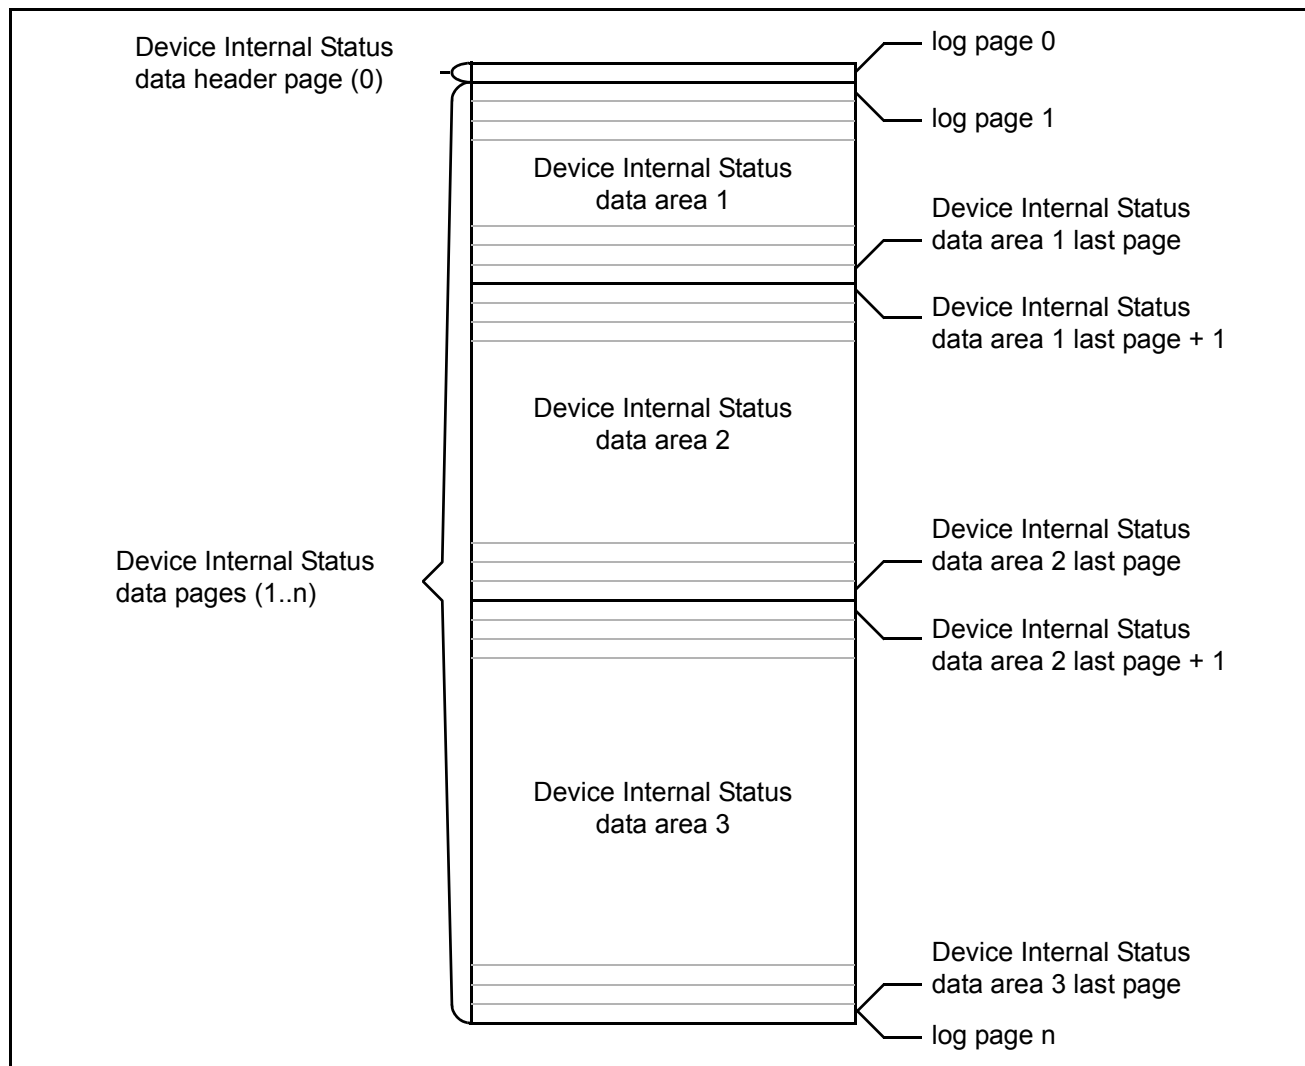 Device Internal Status
data header page (0)
log page 0
log page 1
Device Internal Status
data area 1
Device Internal Status
data area 1 last page
Device Internal Status
data area 1 last page + 1
Device Internal Status
data area 2
Device Internal Status
data area 2 last page
Device Internal Status
data pages (1..n)
Device Internal Status
data area 2 last page + 1
Device Internal Status
data area 3
Device Internal Status
data area 3 last page
log page n